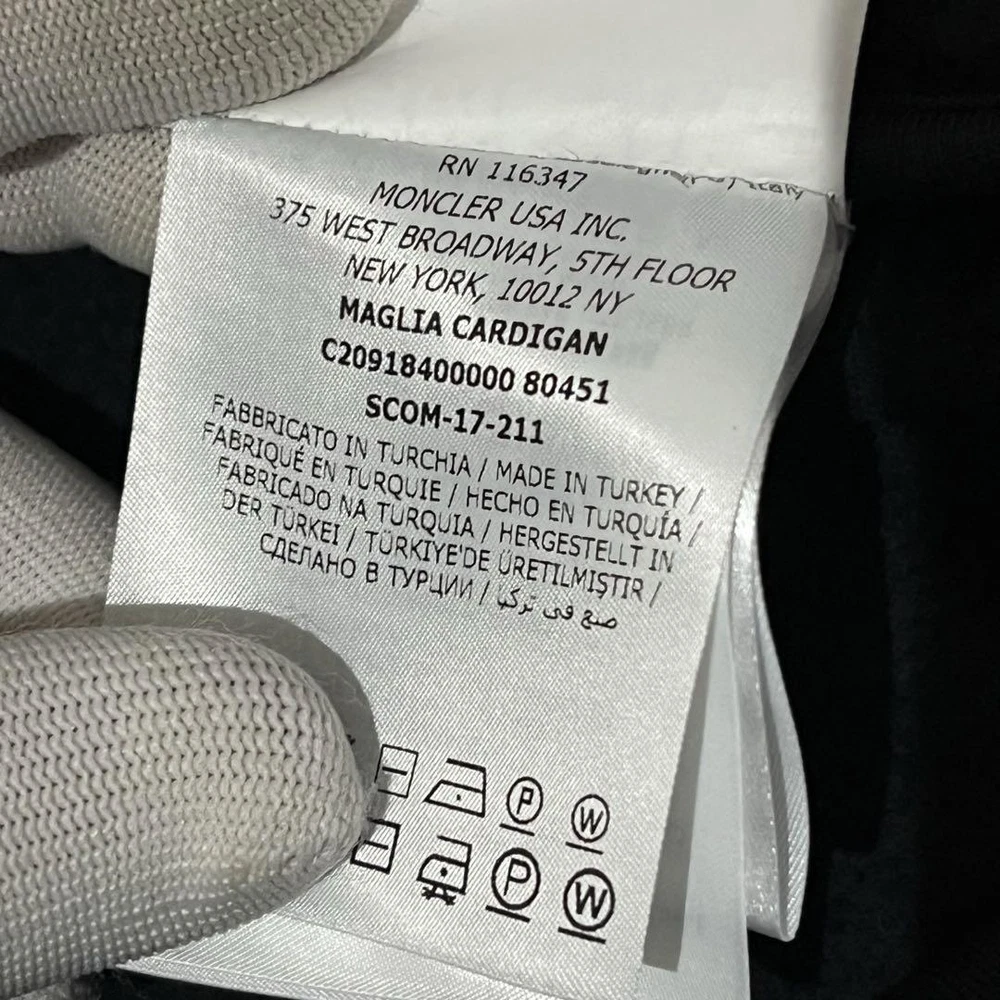 Italy
RN 116347
MONCLER USA INC.
375 WEST BROADWAY, 5TH FLOOR
NEW YORK, 10012 NY
MAGLIA CARDIGAN
C20918400000 80451
SCOM-17-211
FABBRICATO IN TURCHIA / MADE IN TURKEY /
FABRIQUÉ EN TURQUIE / HECHO EN TURQUÍA /
FABRICADO NA TURQUIA / HERGESTELLT IN
DER TÜRKEI / TÜRKIYE'DE ÜRETILMIŞTIR /
СДЕЛАНО В ТУРЦИИ / صنع في تركيا
P W
P W